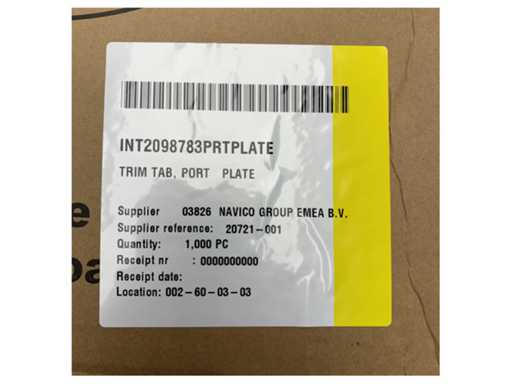 INT2098783PRTPLATE
TRIM TAB, PORT PLATE
Supplier 03826 NAVICO GROUP EMEA B.V.
Supplier reference: 20721-001
Quantity: 1,000 PC
Receipt nr : 0000000000
Receipt date:
Location: 002-60-03-03